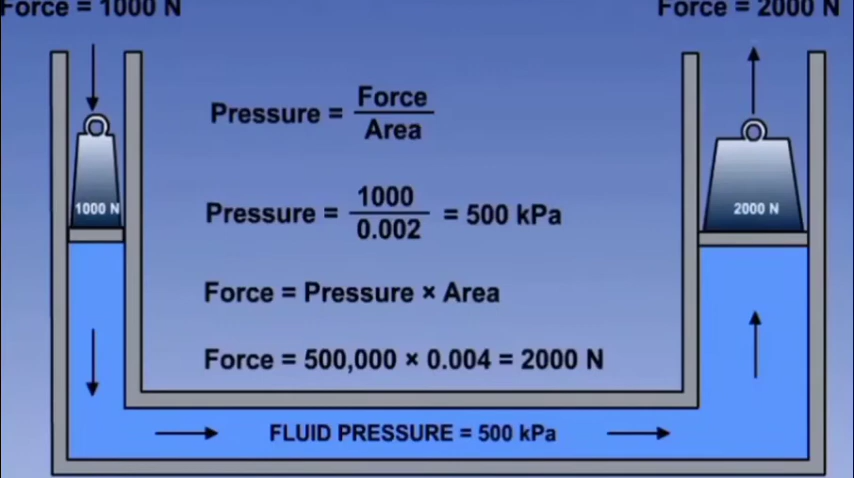 Force = 1000 N
Force = 2000 N
Pressure = Force / Area
1000 N
2000 N
Pressure = 1000 / 0.002 = 500 kPa
Force = Pressure × Area
Force = 500,000 × 0.004 = 2000 N
FLUID PRESSURE = 500 kPa